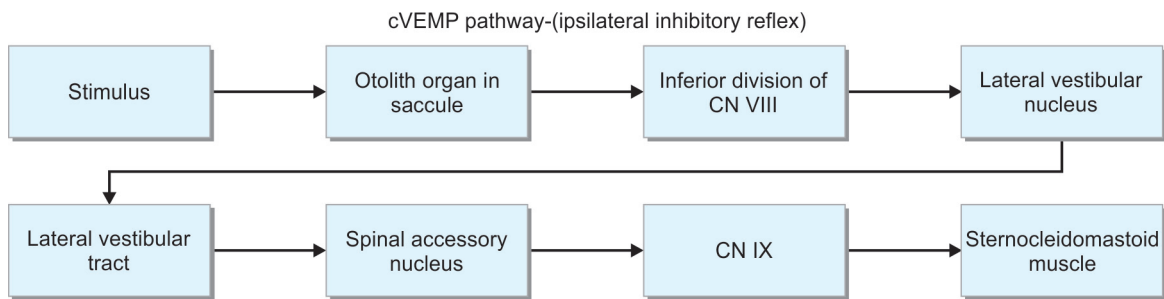 cVEMP pathway-(ipsilateral inhibitory reflex)
Stimulus
Otolith organ in
saccule
Inferior division of
CN VIII
Lateral vestibular
nucleus
Lateral vestibular
tract
Spinal accessory
nucleus
CN IX
Sternocleidomastoid
muscle